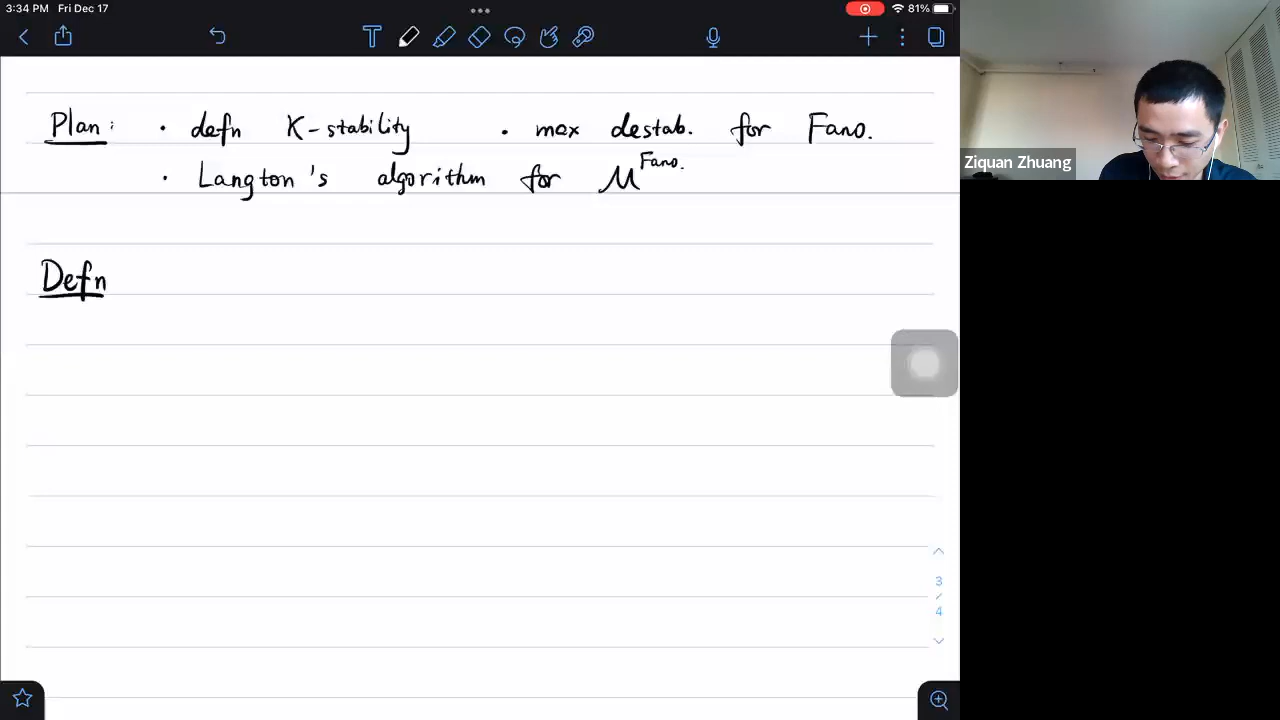 3:34 PM Fri Dec 17
81%
Plan: · defn K-stability · max destab. for Fano.
· Langton's algorithm for M^Fano.
Defn
Ziquan Zhuang
3
/
4